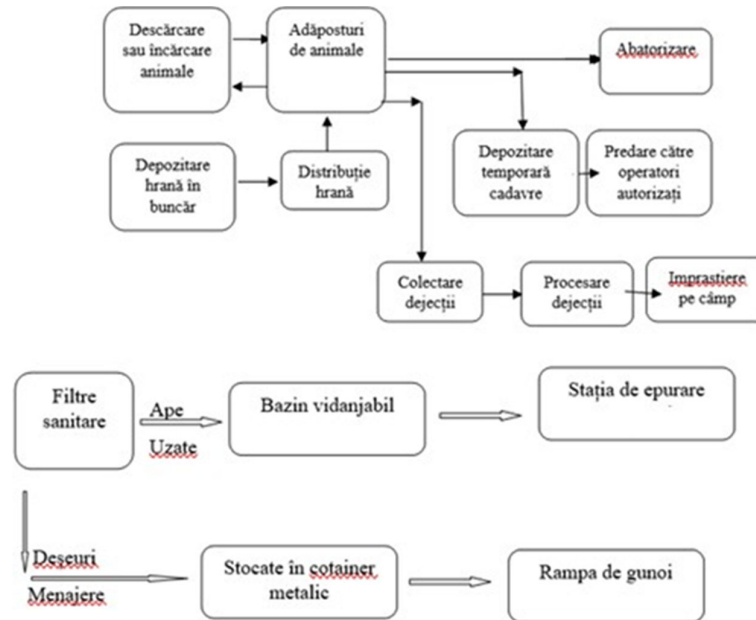 Descărcare
sau încărcare
animale
Adăposturi
de animale
Abatorizare
Depozitare
hrană în
buncăr
Distribuție
hrană
Depozitare
temporară
cadavre
Predare către
operatori
autorizați
Colectare
dejecții
Procesare
dejecții
Imprastiere
pe câmp
Filtre
sanitare
Ape
Uzate
Bazin vidanjabil
Stația de epurare
Deșeuri
Menajere
Stocate în cotainer
metalic
Rampa de gunoi